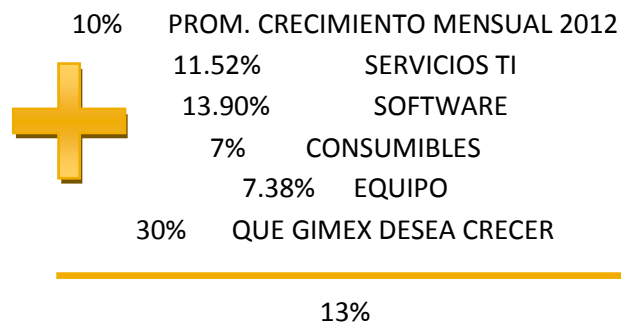 10% PROM. CRECIMIENTO MENSUAL 2012
11.52% SERVICIOS TI
13.90% SOFTWARE
7% CONSUMIBLES
7.38% EQUIPO
30% QUE GIMEX DESEA CRECER
13%